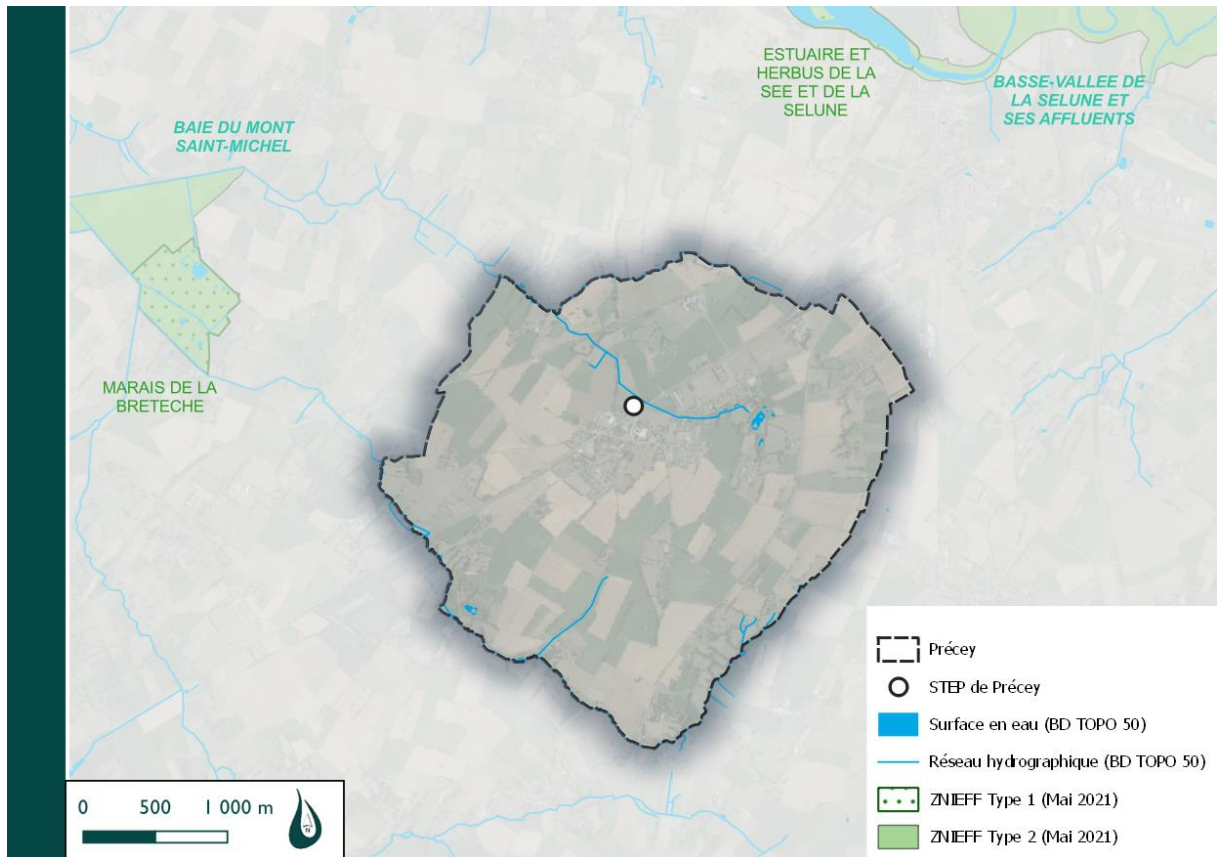 ESTUAIRE ET
HERBUS DE LA
SEE ET DE LA
SELUNE
BASSE-VALLEE DE
LA SELUNE ET
SES AFFLUENTS
BAIE DU MONT
SAINT-MICHEL
MARAIS DE LA
BRETECHE
Précey
STEP de Précey
Surface en eau (BD TOPO 50)
Réseau hydrographique (BD TOPO 50)
ZNIEFF Type 1 (Mai 2021)
ZNIEFF Type 2 (Mai 2021)
0 500 1 000 m
N